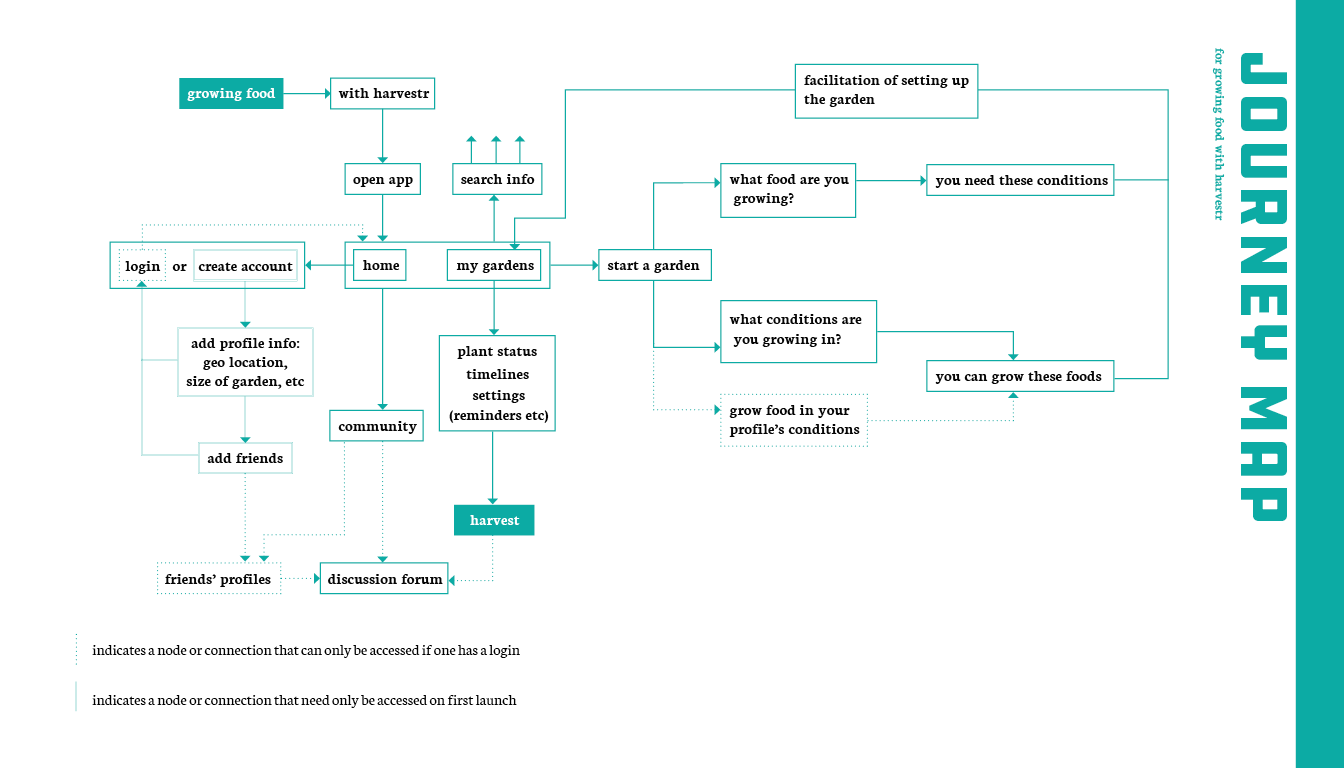 JOURNEY MAP
for growing food with harvestr
growing food
with harvestr
facilitation of setting up
the garden
open app
search info
what food are you
growing?
you need these conditions
login or create account
home
my gardens
start a garden
add profile info:
geo location,
size of garden, etc
plant status
timelines
settings
(reminders etc)
what conditions are
you growing in?
you can grow these foods
community
grow food in your
profile’s conditions
add friends
harvest
friends’ profiles
discussion forum
indicates a node or connection that can only be accessed if one has a login
indicates a node or connection that need only be accessed on first launch